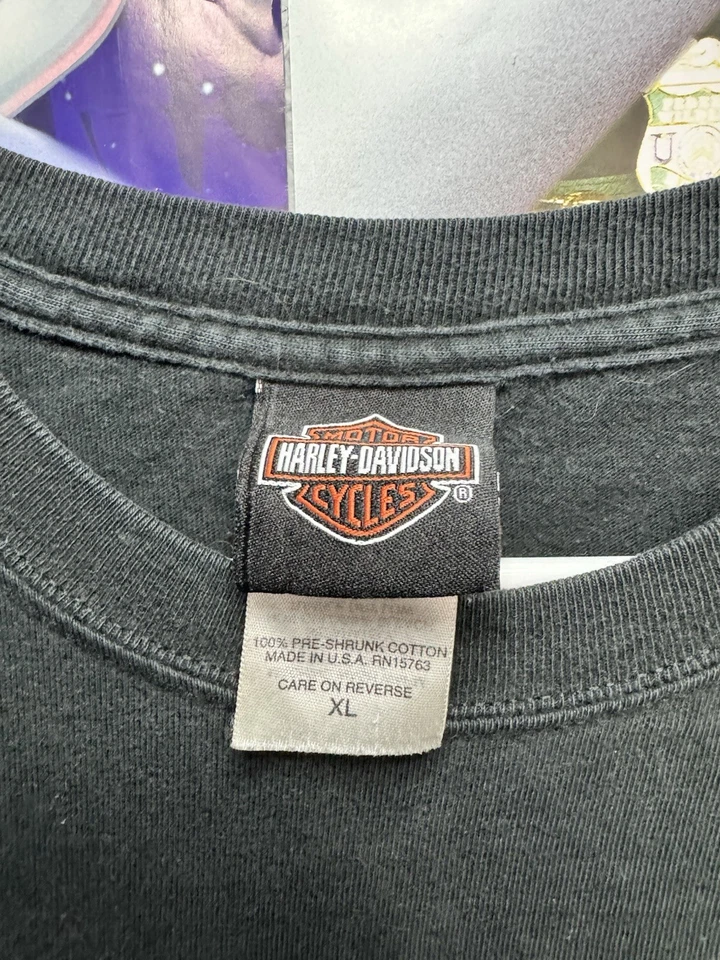 MOTOR
HARLEY-DAVIDSON
CYCLES
®
100% PRE-SHRUNK COTTON
MADE IN U.S.A. RN15763
CARE ON REVERSE
XL
U